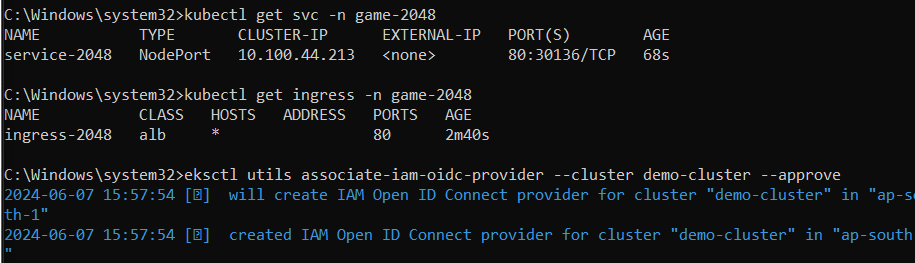 C:\Windows\system32>kubectl get svc -n game-2048
NAME TYPE CLUSTER-IP EXTERNAL-IP PORT(S) AGE
service-2048 NodePort 10.100.44.213 <none> 80:30136/TCP 68s
C:\Windows\system32>kubectl get ingress -n game-2048
NAME CLASS HOSTS ADDRESS PORTS AGE
ingress-2048 alb * 80 2m40s
C:\Windows\system32>eksctl utils associate-iam-oidc-provider --cluster demo-cluster --approve
2024-06-07 15:57:54 [⍰] will create IAM Open ID Connect provider for cluster "demo-cluster" in "ap-so
th-1"
2024-06-07 15:57:54 [⍰] created IAM Open ID Connect provider for cluster "demo-cluster" in "ap-south
"